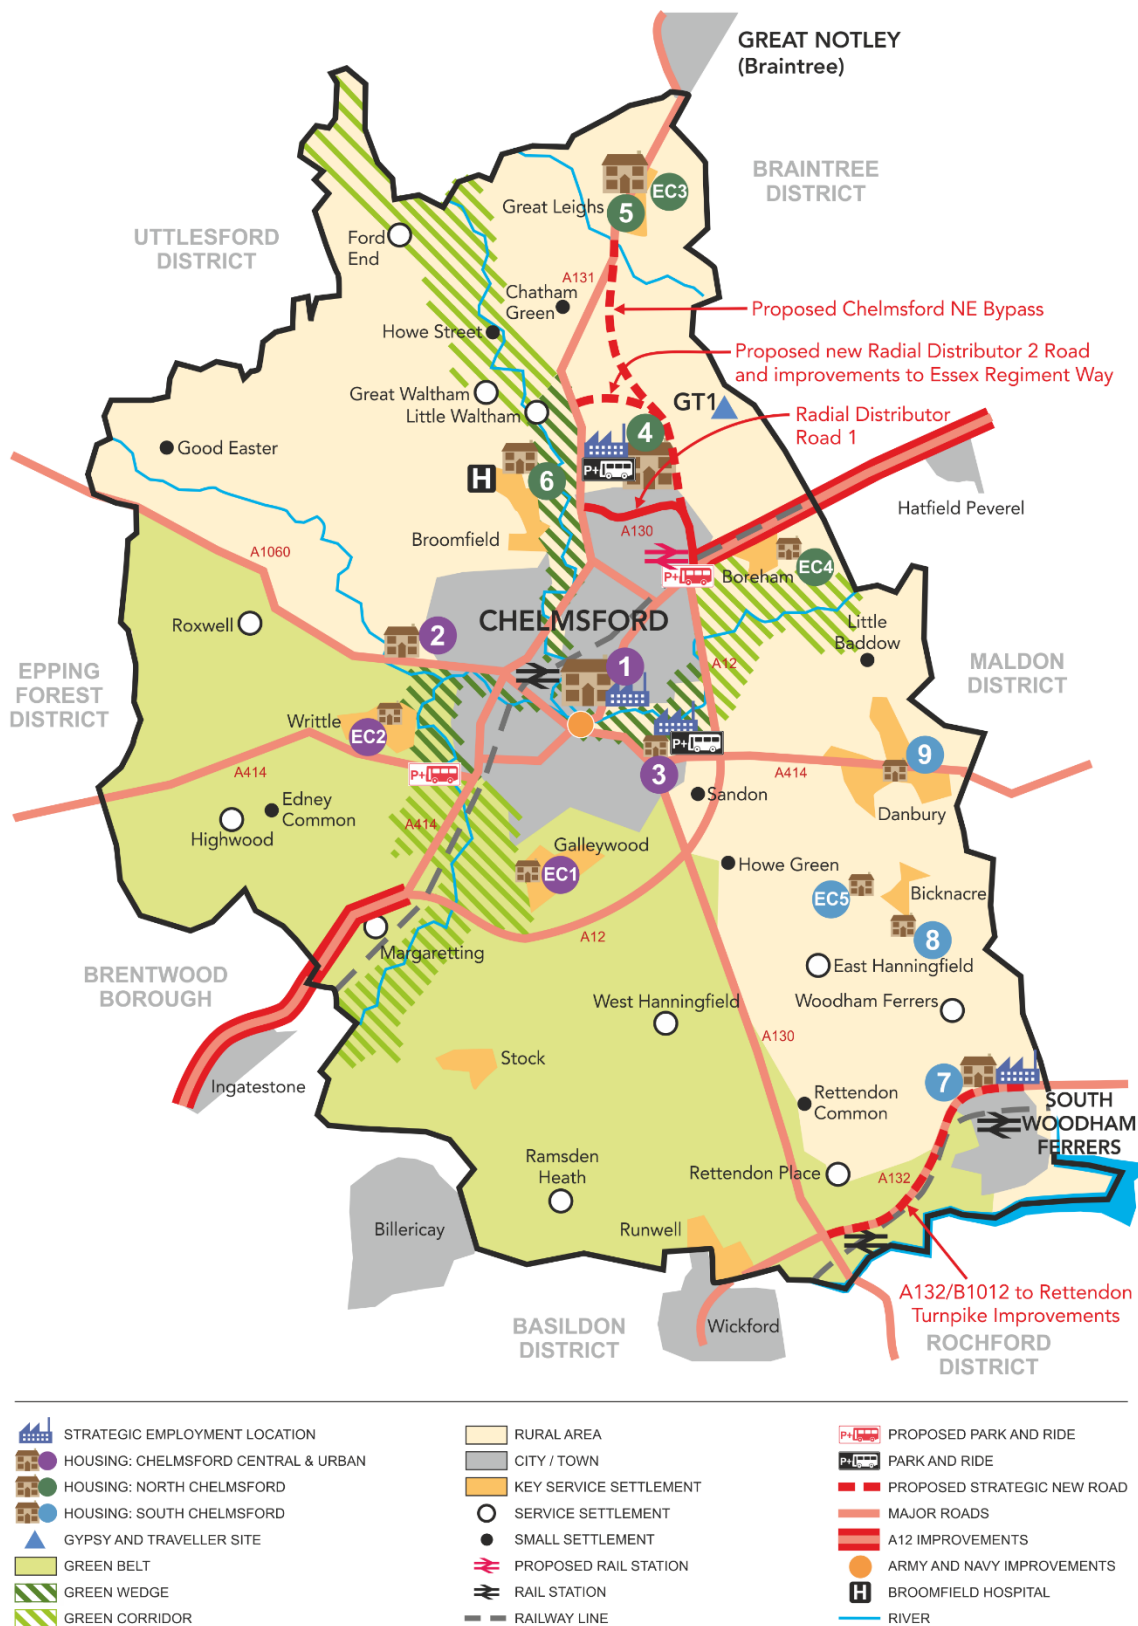 GREAT NOTLEY
(Braintree)
BRAINTREE
DISTRICT
EC3
Great Leighs
5
UTTLESFORD
DISTRICT
Ford
End
A131
Chatham
Green
Proposed Chelmsford NE Bypass
Howe Street
Proposed new Radial Distributor 2 Road
and improvements to Essex Regiment Way
Great Waltham
Little Waltham
GT1
Radial Distributor
Road 1
4
Good Easter
P+
H
6
Hatfield Peverel
Broomfield
A130
A1060
P+
Boreham
EC4
CHELMSFORD
Roxwell
2
Little
Baddow
1
A12
EPPING
FOREST
DISTRICT
MALDON
DISTRICT
Writtle
EC2
P+
9
A414
P+
3
A414
Sandon
Edney
Common
Highwood
A414
Danbury
Galleywood
EC1
Howe Green
EC5
Bicknacre
8
A12
Margaretting
East Hanningfield
BRENTWOOD
BOROUGH
West Hanningfield
Woodham Ferrers
A130
Stock
7
Ingatestone
Rettendon
Common
SOUTH
WOODHAM
FERRERS
Ramsden
Heath
Rettendon Place
A132
Billericay
Runwell
A132/B1012 to Rettendon
Turnpike Improvements
BASILDON
DISTRICT
Wickford
ROCHFORD
DISTRICT
STRATEGIC EMPLOYMENT LOCATION
HOUSING: CHELMSFORD CENTRAL & URBAN
HOUSING: NORTH CHELMSFORD
HOUSING: SOUTH CHELMSFORD
GYPSY AND TRAVELLER SITE
GREEN BELT
GREEN WEDGE
GREEN CORRIDOR
RURAL AREA
CITY / TOWN
KEY SERVICE SETTLEMENT
SERVICE SETTLEMENT
SMALL SETTLEMENT
PROPOSED RAIL STATION
RAIL STATION
RAILWAY LINE
P+
PROPOSED PARK AND RIDE
P+
PARK AND RIDE
PROPOSED STRATEGIC NEW ROAD
MAJOR ROADS
A12 IMPROVEMENTS
ARMY AND NAVY IMPROVEMENTS
H
BROOMFIELD HOSPITAL
RIVER